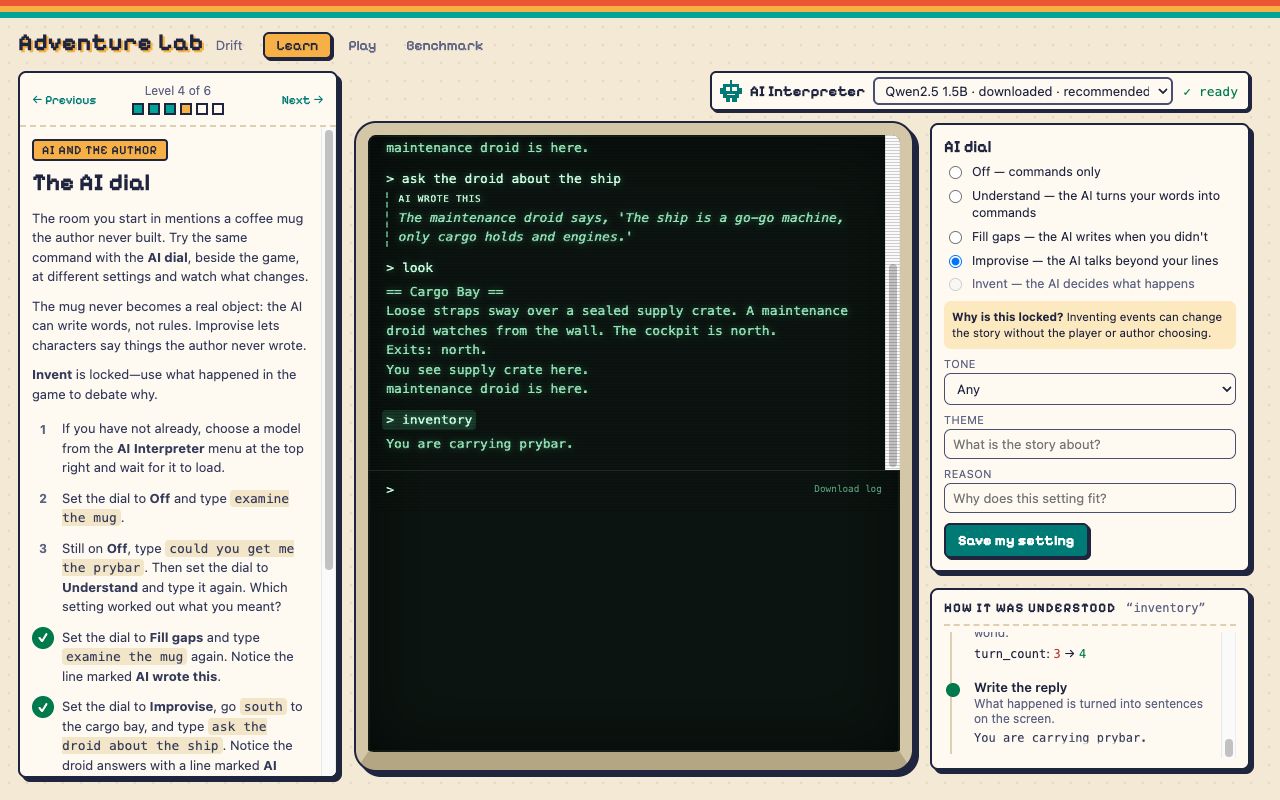 Adventure Lab Drift Learn Play Benchmark
← Previous
Level 4 of 6
Next →
AI AND THE AUTHOR
The AI dial
The room you start in mentions a coffee mug
the author never built. Try the same
command with the AI dial, beside the game,
at different settings and watch what changes.
The mug never becomes a real object: the AI
can write words, not rules. Improvise lets
characters say things the author never wrote.
Invent is locked—use what happened in the
game to debate why.
1 If you have not already, choose a model
from the AI Interpreter menu at the top
right and wait for it to load.
2 Set the dial to Off and type examine
the mug.
3 Still on Off, type could you get me
the prybar. Then set the dial to
Understand and type it again. Which
setting worked out what you meant?
Set the dial to Fill gaps and type
examine the mug again. Notice the
line marked AI wrote this.
Set the dial to Improvise, go south to
the cargo bay, and type ask the
droid about the ship. Notice the
droid answers with a line marked AI
AI Interpreter Qwen2.5 1.5B · downloaded · recommended ✓ ready
maintenance droid is here.
> ask the droid about the ship
AI WROTE THIS
The maintenance droid says, 'The ship is a go-go machine,
only cargo holds and engines.'
> look
== Cargo Bay ==
Loose straps sway over a sealed supply crate. A maintenance
droid watches from the wall. The cockpit is north.
Exits: north.
You see supply crate here.
maintenance droid is here.
> inventory
You are carrying prybar.
>
Download log
AI dial
Off — commands only
Understand — the AI turns your words into
commands
Fill gaps — the AI writes when you didn't
Improvise — the AI talks beyond your lines
Invent — the AI decides what happens
Why is this locked? Inventing events can change
the story without the player or author choosing.
TONE
Any
THEME
What is the story about?
REASON
Why does this setting fit?
Save my setting
HOW IT WAS UNDERSTOOD “inventory”
world.
turn_count: 3 → 4
Write the reply
What happened is turned into sentences
on the screen.
You are carrying prybar.